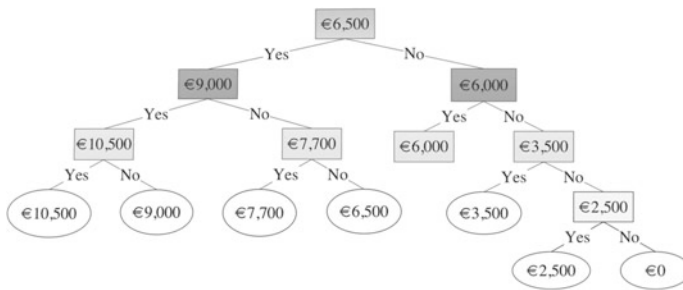 €6,500
Yes No
€9,000 €6,000
Yes No Yes No
€10,500 €7,700 €6,000 €3,500
Yes No Yes No Yes No
€10,500 €9,000 €7,700 €6,500 €3,500 €2,500
Yes No
€2,500 €0